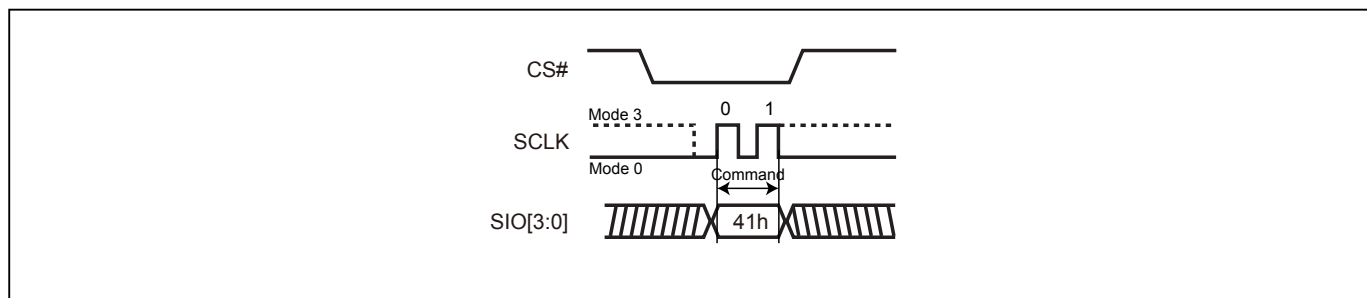 CS#
Mode 3
0 1
SCLK
Mode 0
Command
SIO[3:0]
41h